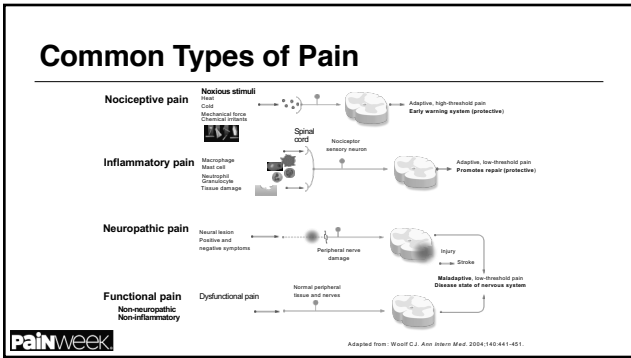 Common Types of Pain
Nociceptive pain
Noxious stimuli
Heat
Cold
Mechanical force
Chemical irritants
Adaptive, high-threshold pain
Early warning system (protective)
Spinal
cord
Nociceptor
sensory neuron
Inflammatory pain
Macrophage
Mast cell
Neutrophil
Granulocyte
Tissue damage
Adaptive, low-threshold pain
Promotes repair (protective)
Neuropathic pain
Neural lesion
Positive and
negative symptoms
Peripheral nerve
damage
Injury
Stroke
Maladaptive, low-threshold pain
Disease state of nervous system
Functional pain
Non-neuropathic
Non-inflammatory
Dysfunctional pain
Normal peripheral
tissue and nerves
PAINWEEK.
Adapted from: Woolf CJ. Ann Intern Med. 2004;140:441-451.